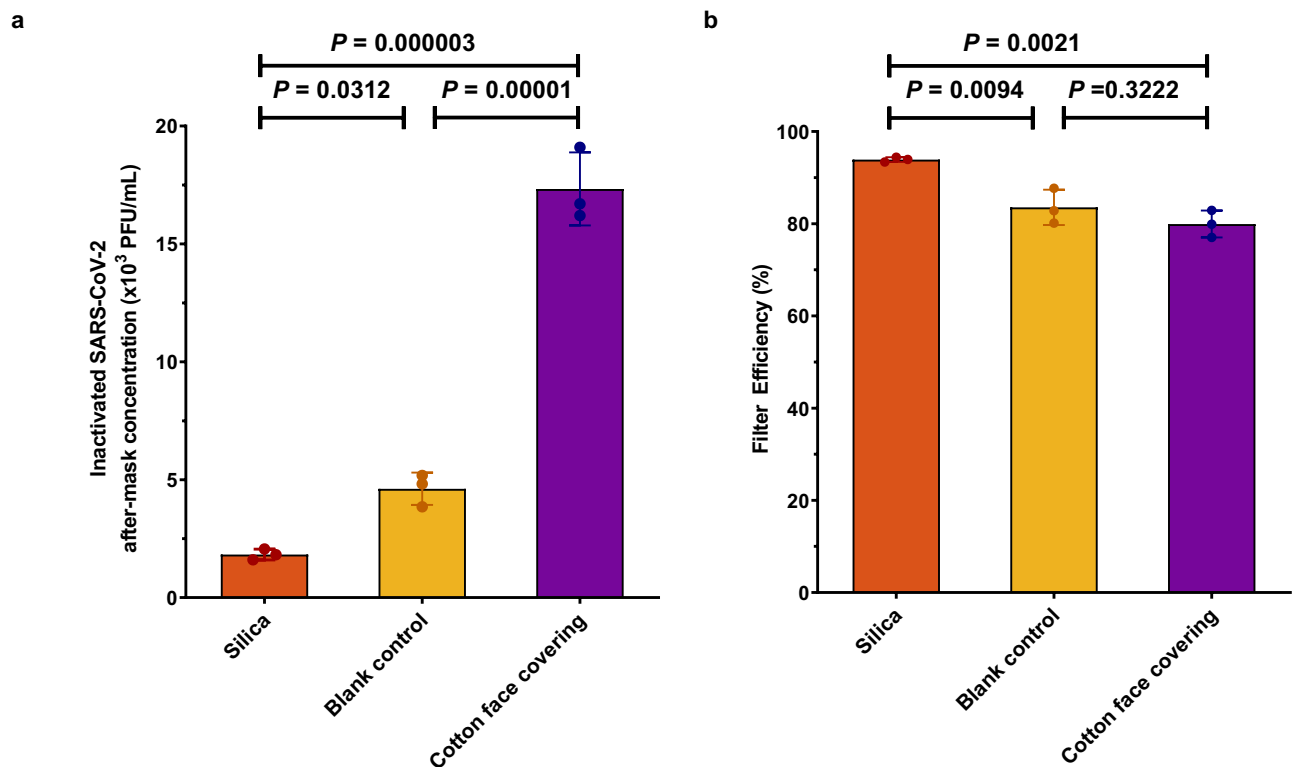 a
P = 0.000003
P = 0.0312
P = 0.00001
20
15
10
5
0
Inactivated SARS-CoV-2
after-mask concentration (x10³ PFU/mL)
Silica
Blank control
Cotton face covering
b
P = 0.0021
P = 0.0094
P =0.3222
100
80
60
40
20
0
Filter Efficiency (%)
Silica
Blank control
Cotton face covering